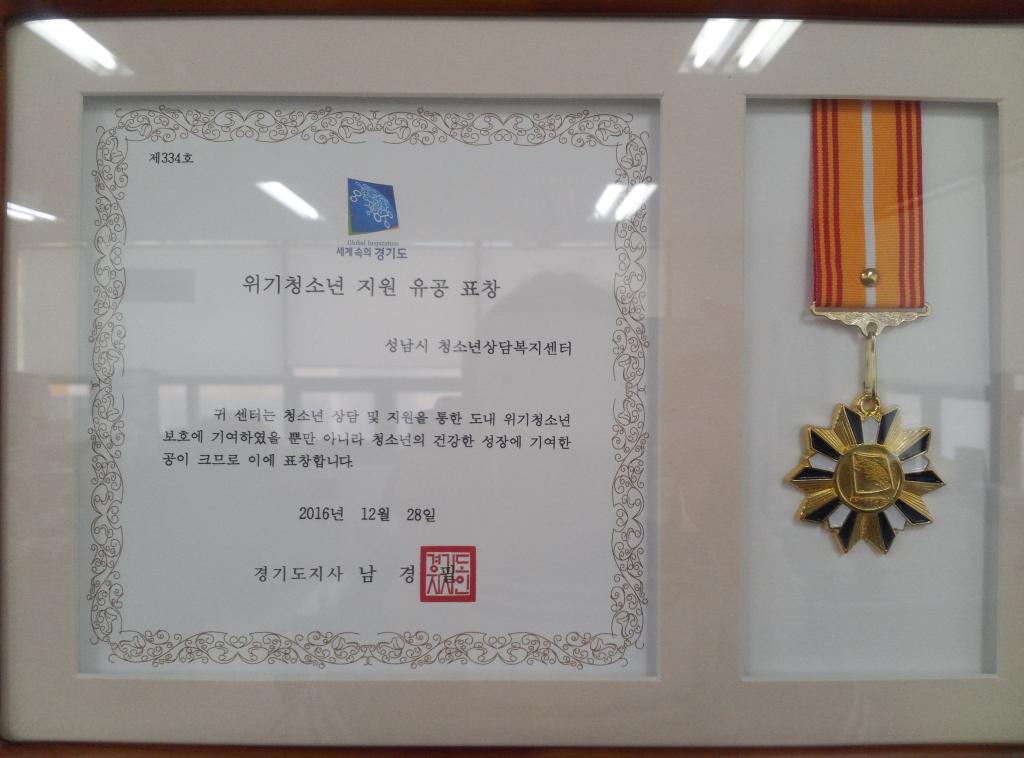 제334호
Global Inspiration
세계속의 경기도
위기청소년 지원 유공 표창
성남시 청소년상담복지센터
귀 센터는 청소년 상담 및 지원을 통한 도내 위기청소년
보호에 기여하였을 뿐만 아니라 청소년의 건강한 성장에 기여한
공이 크므로 이에 표창합니다.
2016년 12월 28일
경기도지사 남 경 필
경기도
지사인